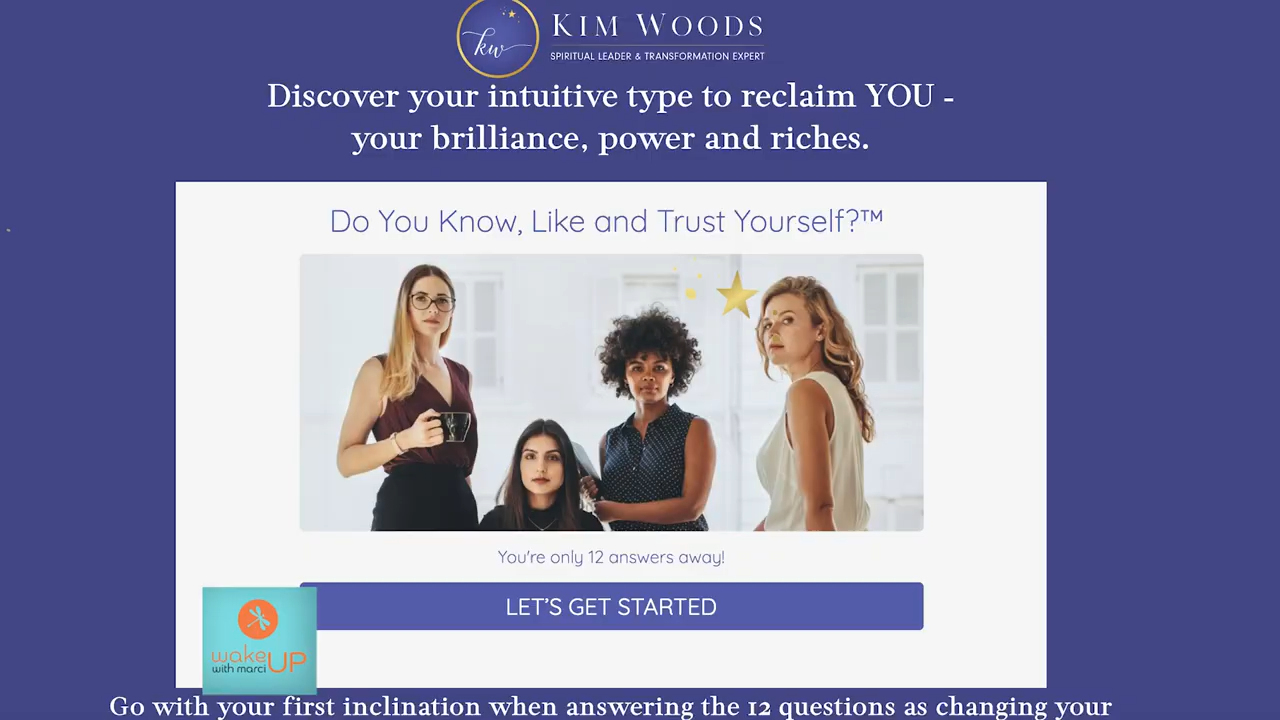 kw
KIM WOODS
SPIRITUAL LEADER & TRANSFORMATION EXPERT
Discover your intuitive type to reclaim YOU -
your brilliance, power and riches.
Do You Know, Like and Trust Yourself?™
You're only 12 answers away!
LET'S GET STARTED
wake UP
with marci
Go with your first inclination when answering the 12 questions as changing your